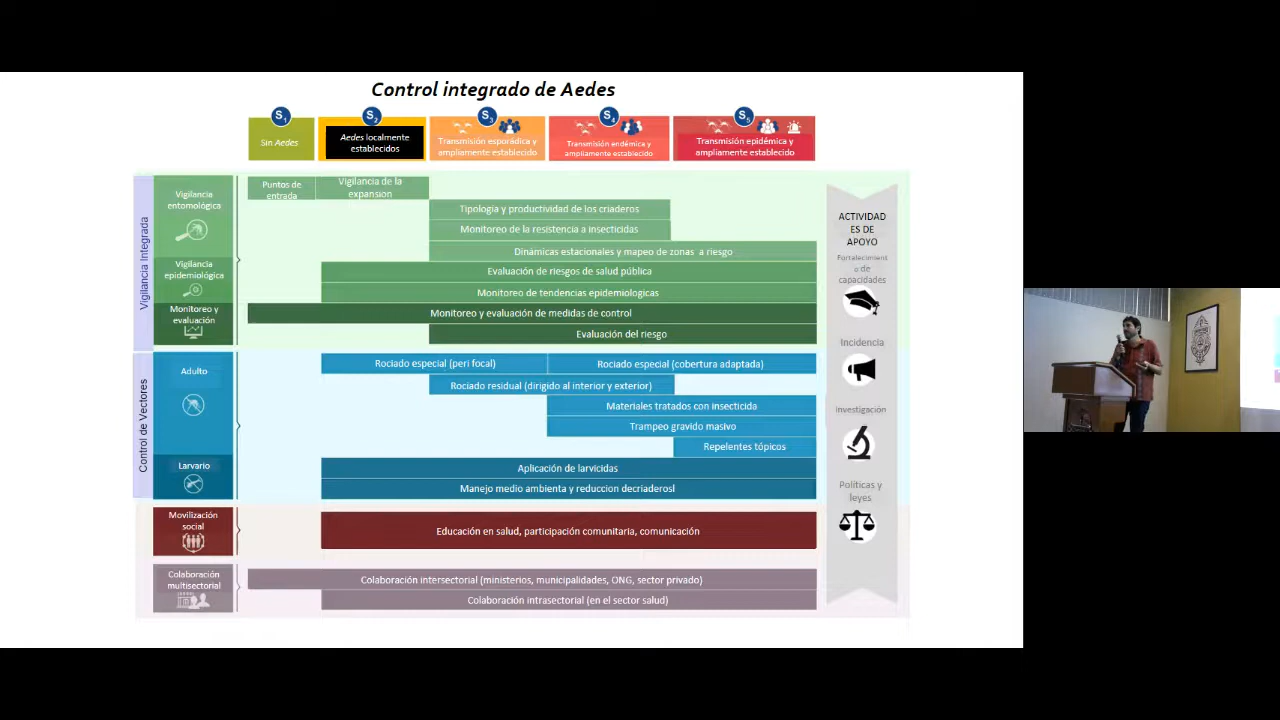 Control integrado de Aedes
S1
S2
S3
S4
S5
Sin Aedes
Aedes localmente
establecidos
Transmisión esporádica y
ampliamente establecido
Transmisión endémica y
ampliamente establecido
Transmisión epidémica y
ampliamente establecido
Vigilancia Integrada
Vigilancia
entomológica
Puntos de
entrada
Vigilancia de la
expansion
Tipologia y productividad de los criaderos
Monitoreo de la resistencia a insecticidas
Dinámicas estacionales y mapeo de zonas a riesgo
Vigilancia
epidemiológica
Evaluación de riesgos de salud pública
Monitoreo de tendencias epidemiologicas
Monitoreo y
evaluación
Monitoreo y evaluación de medidas de control
Evaluación del riesgo
Control de Vectores
Adulto
Rociado especial (peri focal)
Rociado especial (cobertura adaptada)
Rociado residual (dirigido al interior y exterior)
Materiales tratados con insecticida
Trampeo gravido masivo
Repelentes tópicos
Larvario
Aplicación de larvicidas
Manejo medio ambienta y reduccion decriaderosl
Movilización
social
Educación en salud, participación comunitaria, comunicación
Colaboración
multisectorial
Colaboración intersectorial (ministerios, municipalidades, ONG, sector privado)
Colaboración intrasectorial (en el sector salud)
ACTIVIDAD
ES DE
APOYO
Fortalecimient
o de
capacidades
Incidencia
Investigación
Políticas y
leyes